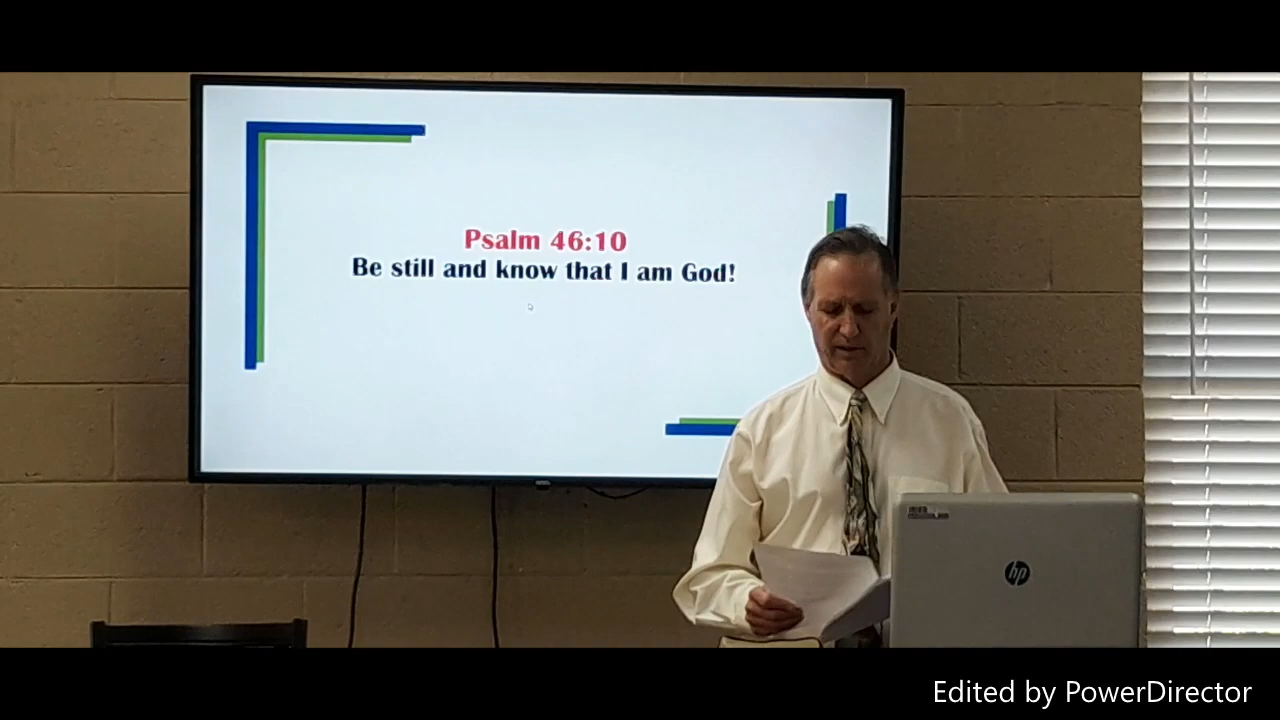 Psalm 46:10
Be still and know that I am God!
hp
Edited by PowerDirector